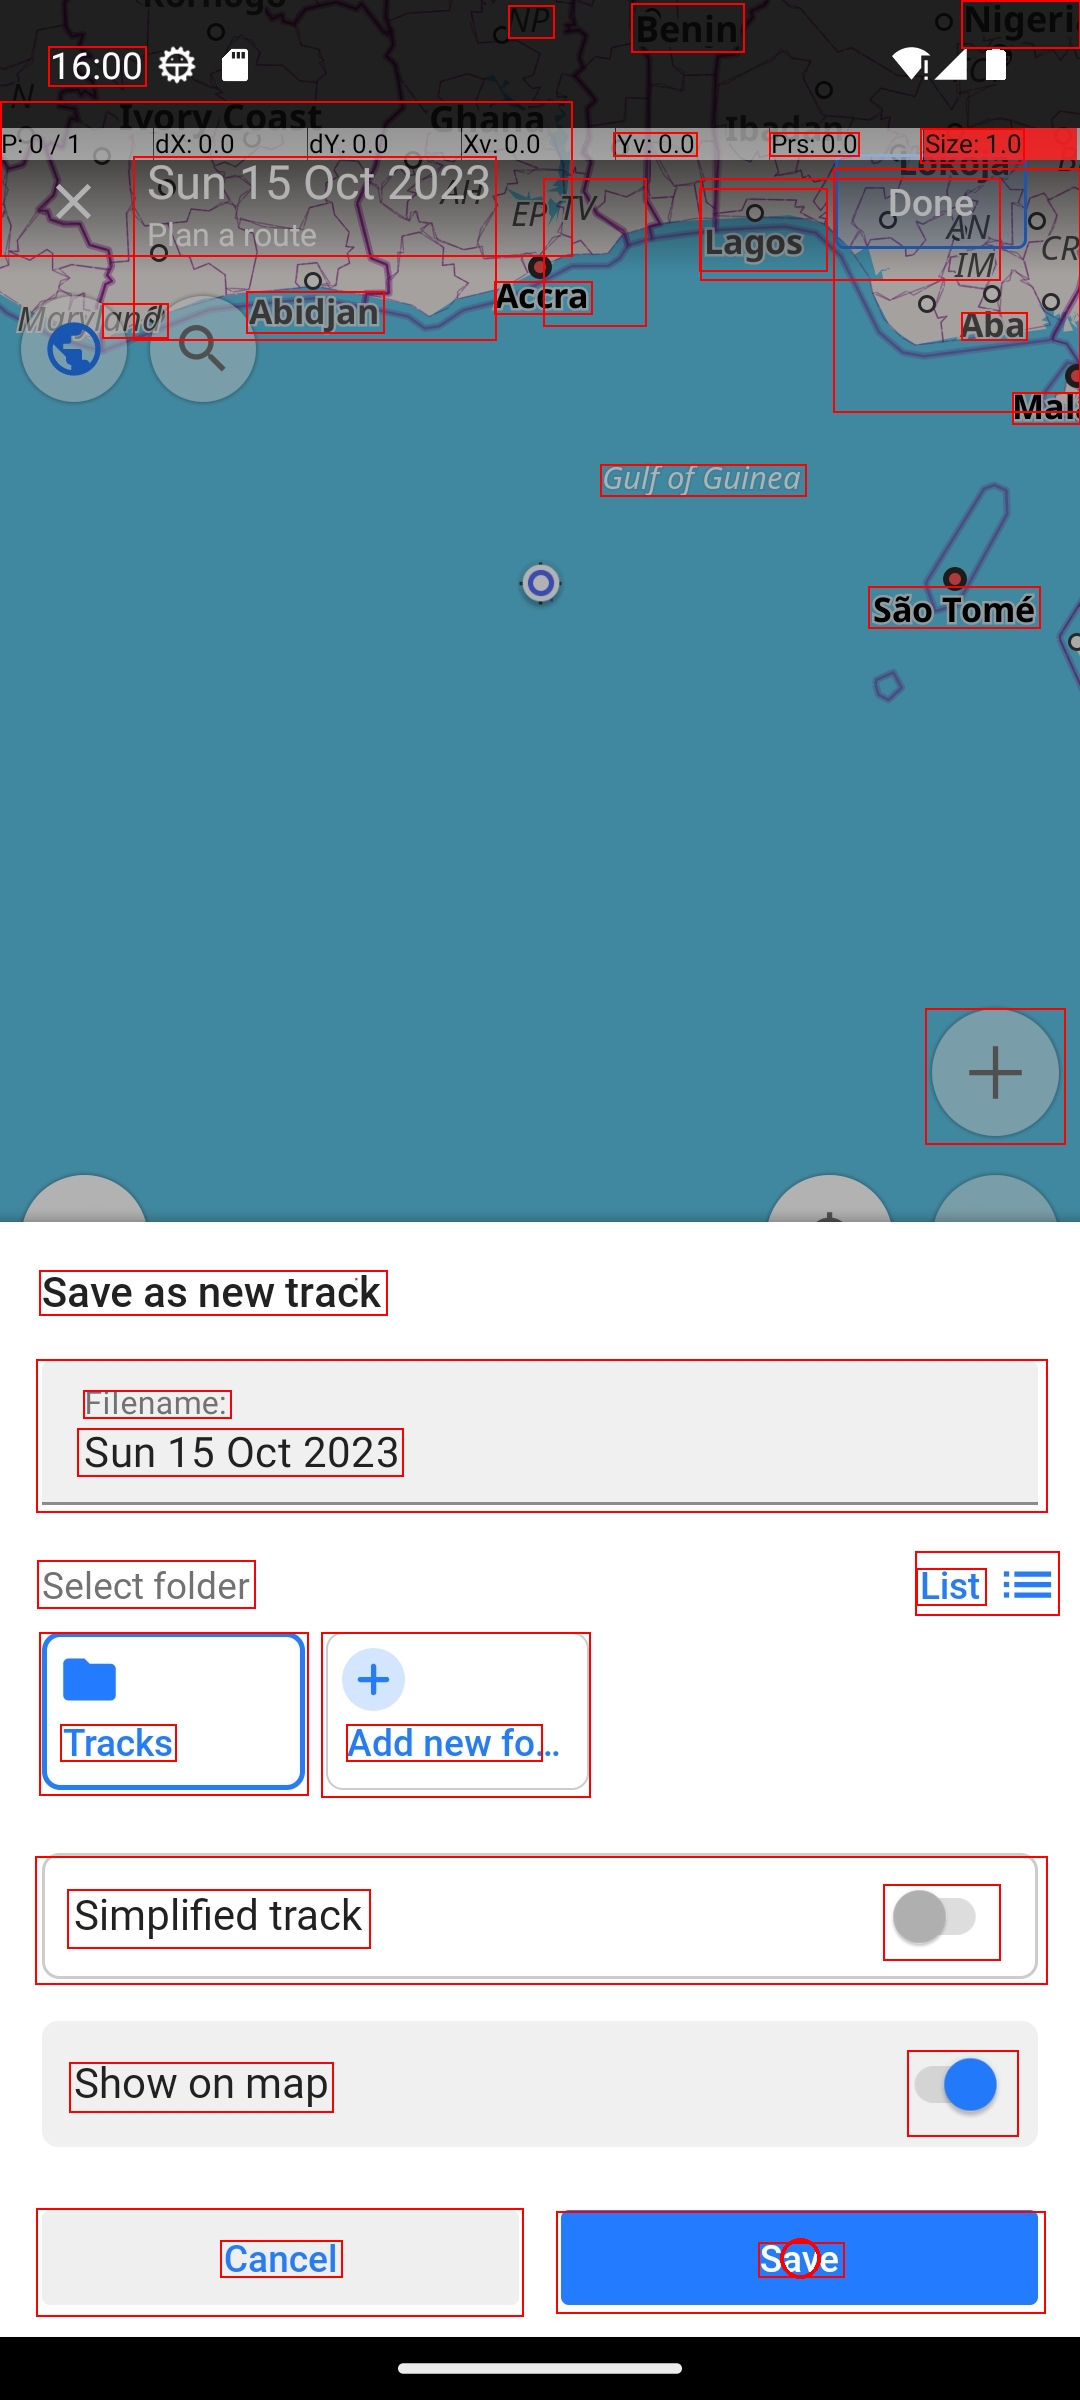 NP
Benin
Nigeri
16:00
N
Ivory Coast
Ghana
Ibadan
P: 0 / 1
dX: 0.0
dY: 0.0
Xv: 0.0
Yv: 0.0
Prs: 0.0
Size: 1.0
Lokoja
Sun 15 Oct 2023
Done
AH
EP
TV
AN
Plan a route
Lagos
CR
IM
Accra
Maryland
Abidjan
Aba
Mal
Gulf of Guinea
São Tomé
Save as new track
Filename:
Sun 15 Oct 2023
Select folder
List
Tracks
Add new fo...
Simplified track
Show on map
Cancel
Save